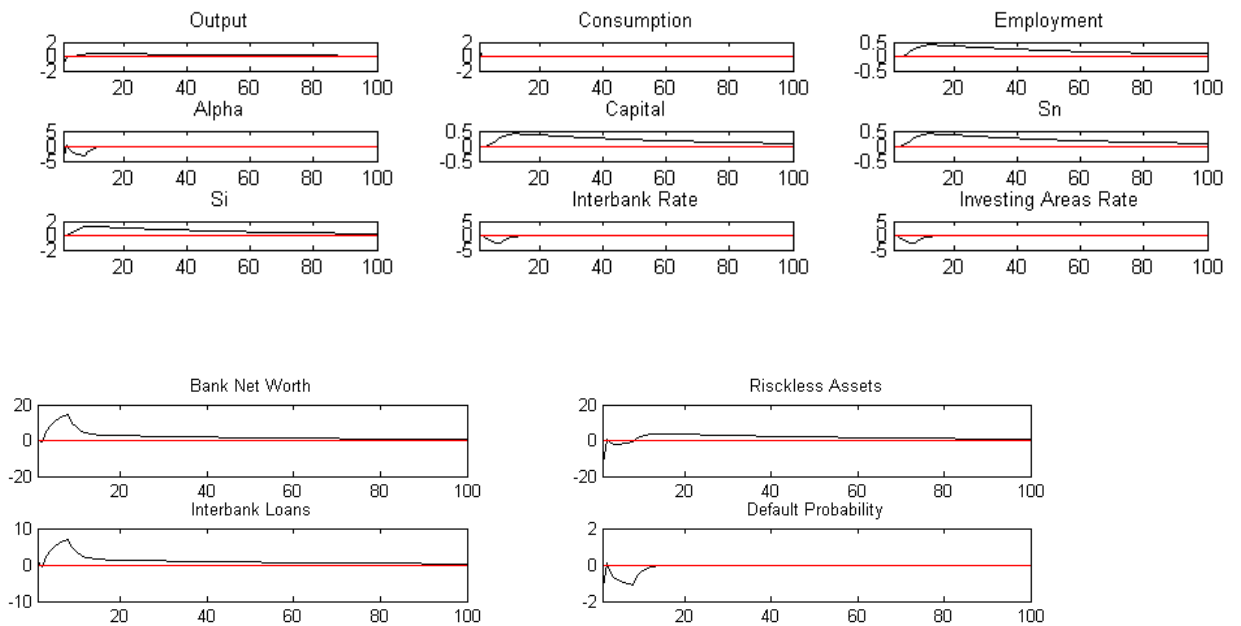 Output Consumption Employment
2 2 0.5
0 0 0
-2 -2 -0.5
20 40 60 80 100 20 40 60 80 100 20 40 60 80 100
Alpha Capital Sn
5 0.5 0.5
0 0 0
-5 -0.5 -0.5
20 40 60 80 100 20 40 60 80 100 20 40 60 80 100
Si Interbank Rate Investing Areas Rate
2 5 5
0 0 0
-2 -5 -5
20 40 60 80 100 20 40 60 80 100 20 40 60 80 100
Bank Net Worth Risckless Assets
20 20
0 0
-20 -20
20 40 60 80 100 20 40 60 80 100
Interbank Loans Default Probability
10 2
0 0
-10 -2
20 40 60 80 100 20 40 60 80 100